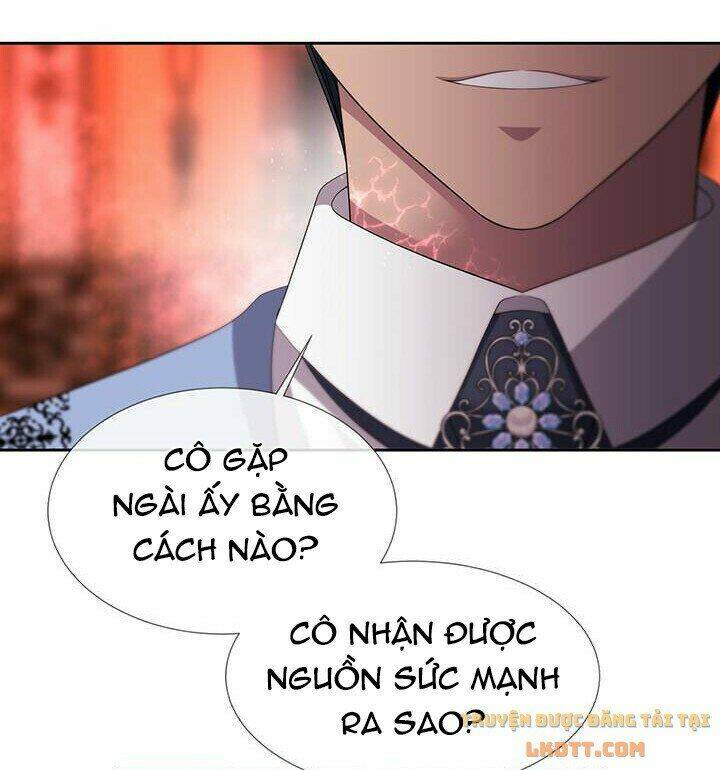 CÔ GẶP
NGÀI ẤY BẰNG
CÁCH NÀO?
CÔ NHẬN ĐƯỢC
NGUỒN SỨC MẠNH
RA SAO?
TRUYỆN ĐƯỢC ĐĂNG TẢI TẠI
LKDTT.COM